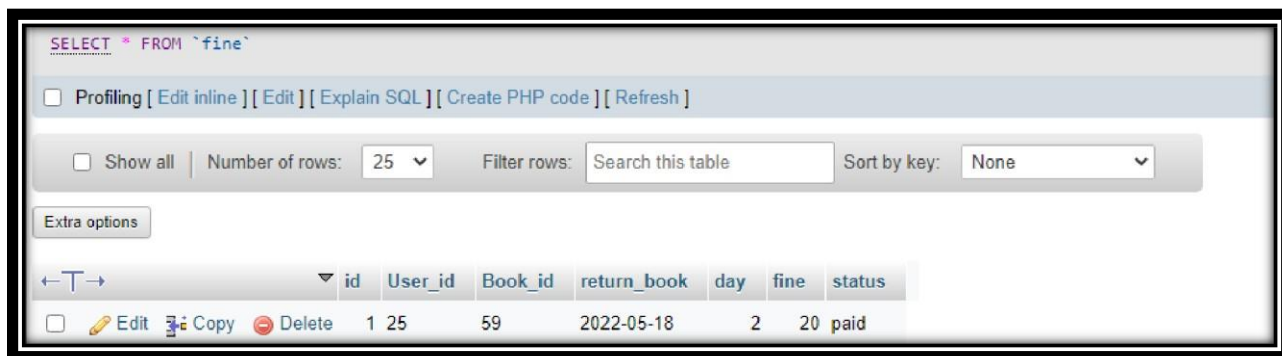 SELECT * FROM `fine`
Profiling [ Edit inline ] [ Edit ] [ Explain SQL ] [ Create PHP code ] [ Refresh ]
Show all | Number of rows: 25 Filter rows: Search this table Sort by key: None
Extra options
id User_id Book_id return_book day fine status
Edit Copy Delete 1 25 59 2022-05-18 2 20 paid